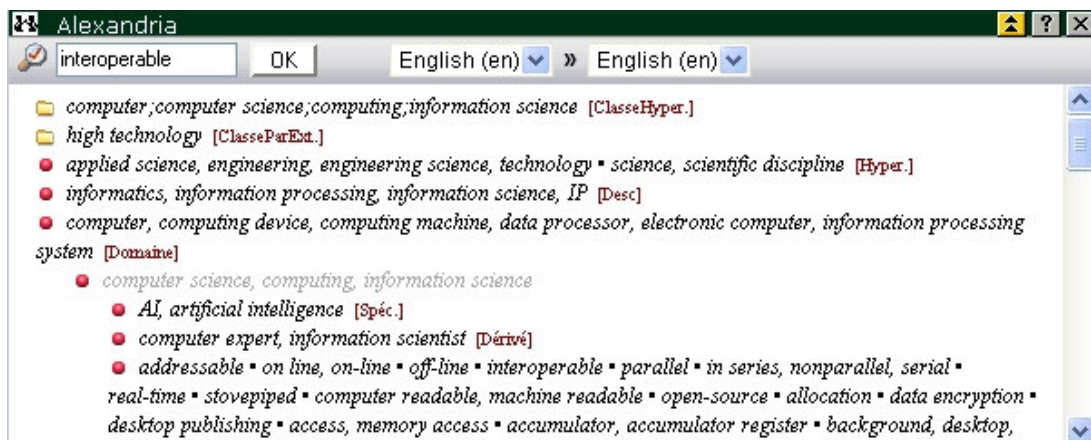 Alexandria
interoperable OK English (en) » English (en)
computer;computer science;computing;information science [ClasseHyper.]
high technology [ClasseParExt.]
applied science, engineering, engineering science, technology ▪ science, scientific discipline [Hyper.]
informatics, information processing, information science, IP [Desc]
computer, computing device, computing machine, data processor, electronic computer, information processing
system [Domaine]
computer science, computing, information science
AI, artificial intelligence [Spéc.]
computer expert, information scientist [Dérivé]
addressable ▪ on line, on-line ▪ off-line ▪ interoperable ▪ parallel ▪ in series, nonparallel, serial ▪
real-time ▪ stovepiped ▪ computer readable, machine readable ▪ open-source ▪ allocation ▪ data encryption ▪
desktop publishing ▪ access, memory access ▪ accumulator, accumulator register ▪ background, desktop,